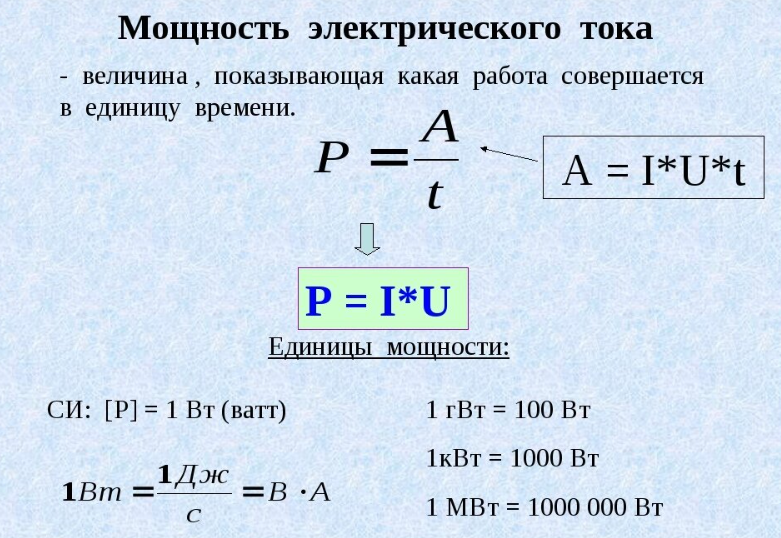 Мощность электрического тока
- величина , показывающая какая работа совершается
в единицу времени.
P = A / t
A = I*U*t
P = I*U
Единицы мощности:
СИ: [P] = 1 Вт (ватт)
1Вт = 1Дж / с = В · А
1 гВт = 100 Вт
1кВт = 1000 Вт
1 МВт = 1000 000 Вт